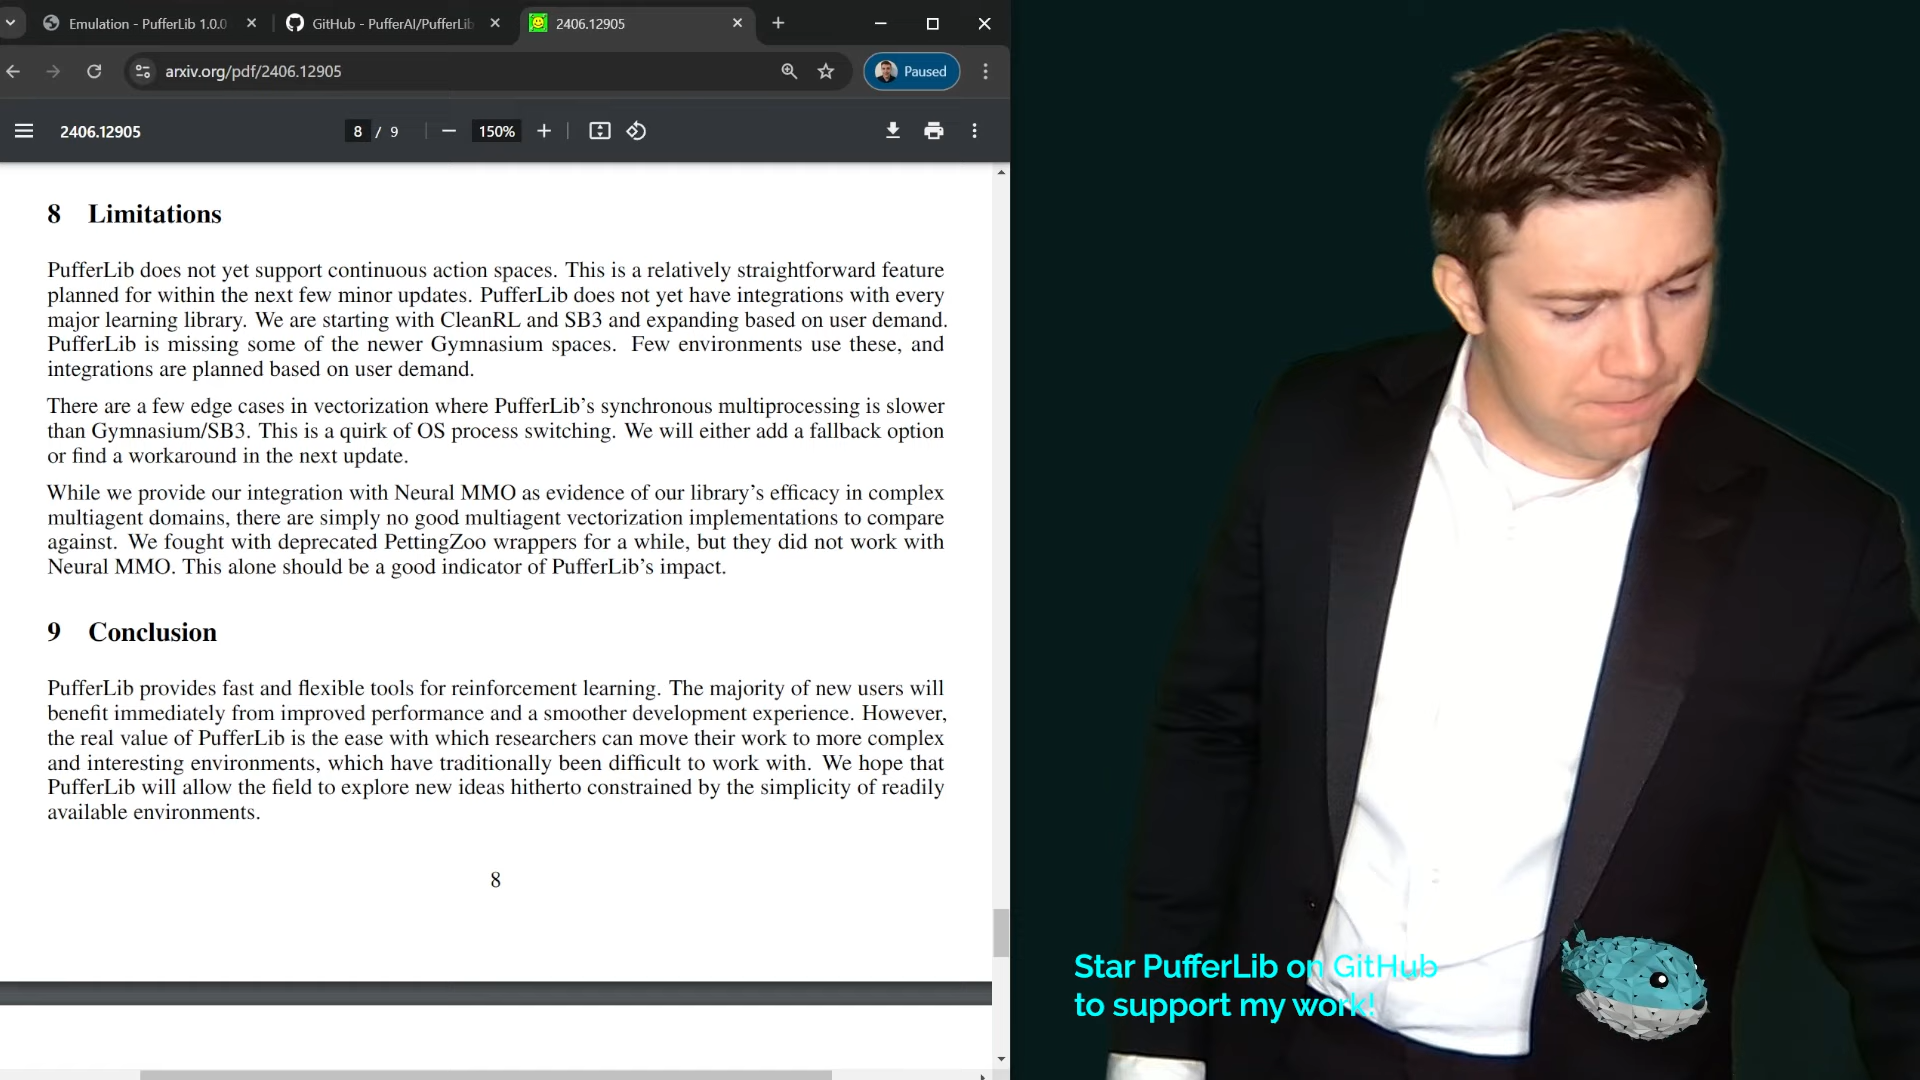 Emulation - PufferLib 1.0.0
GitHub - PufferAI/PufferLib
2406.12905
arxiv.org/pdf/2406.12905
Paused
2406.12905
8 / 9
150%
8 Limitations
PufferLib does not yet support continuous action spaces. This is a relatively straightforward feature
planned for within the next few minor updates. PufferLib does not yet have integrations with every
major learning library. We are starting with CleanRL and SB3 and expanding based on user demand.
PufferLib is missing some of the newer Gymnasium spaces. Few environments use these, and
integrations are planned based on user demand.
There are a few edge cases in vectorization where PufferLib's synchronous multiprocessing is slower
than Gymnasium/SB3. This is a quirk of OS process switching. We will either add a fallback option
or find a workaround in the next update.
While we provide our integration with Neural MMO as evidence of our library's efficacy in complex
multiagent domains, there are simply no good multiagent vectorization implementations to compare
against. We fought with deprecated PettingZoo wrappers for a while, but they did not work with
Neural MMO. This alone should be a good indicator of PufferLib's impact.
9 Conclusion
PufferLib provides fast and flexible tools for reinforcement learning. The majority of new users will
benefit immediately from improved performance and a smoother development experience. However,
the real value of PufferLib is the ease with which researchers can move their work to more complex
and interesting environments, which have traditionally been difficult to work with. We hope that
PufferLib will allow the field to explore new ideas hitherto constrained by the simplicity of readily
available environments.
8
Star PufferLib on GitHub
to support my work!